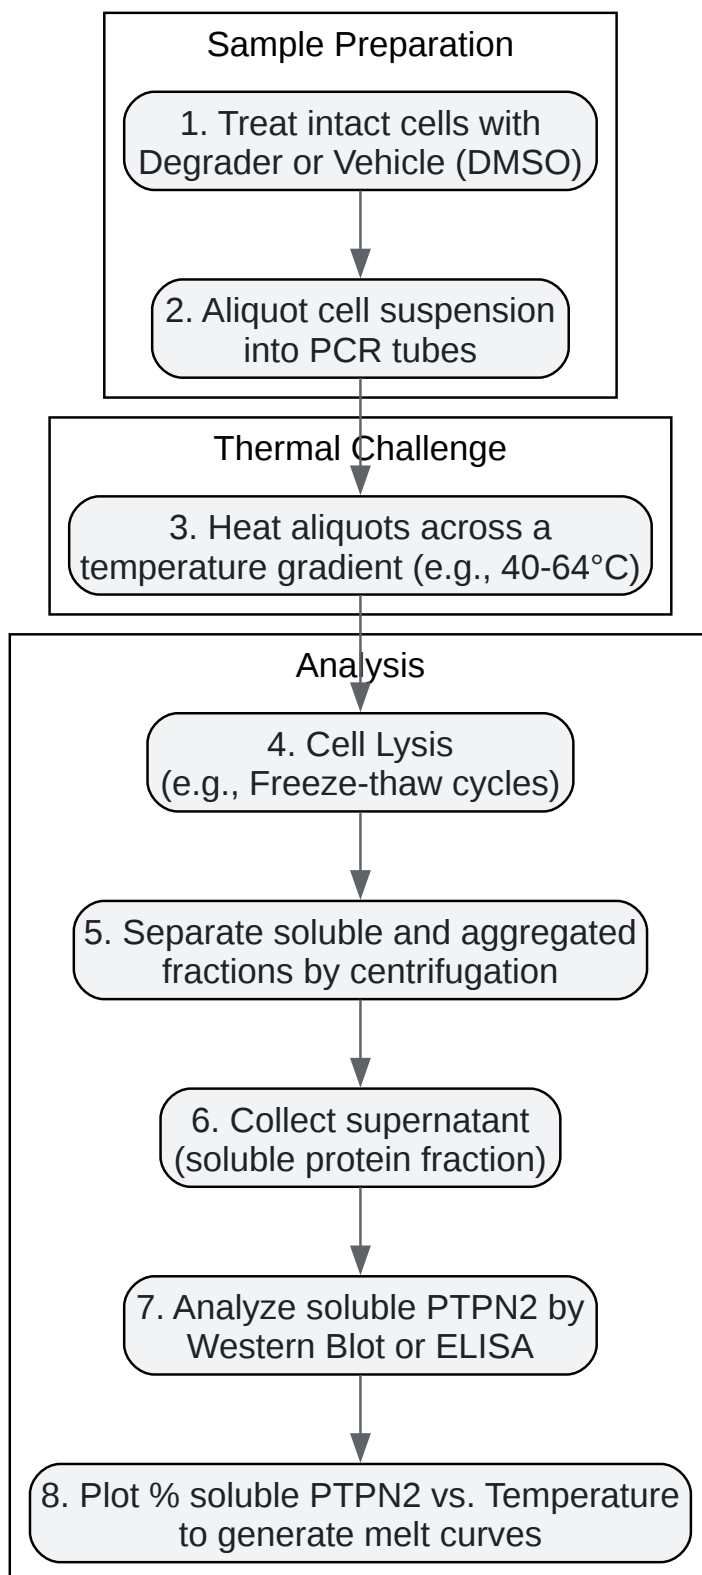 Sample Preparation
1. Treat intact cells with
Degrader or Vehicle (DMSO)
2. Aliquot cell suspension
into PCR tubes
Thermal Challenge
3. Heat aliquots across a
temperature gradient (e.g., 40-64°C)
Analysis
4. Cell Lysis
(e.g., Freeze-thaw cycles)
5. Separate soluble and aggregated
fractions by centrifugation
6. Collect supernatant
(soluble protein fraction)
7. Analyze soluble PTPN2 by
Western Blot or ELISA
8. Plot % soluble PTPN2 vs. Temperature
to generate melt curves